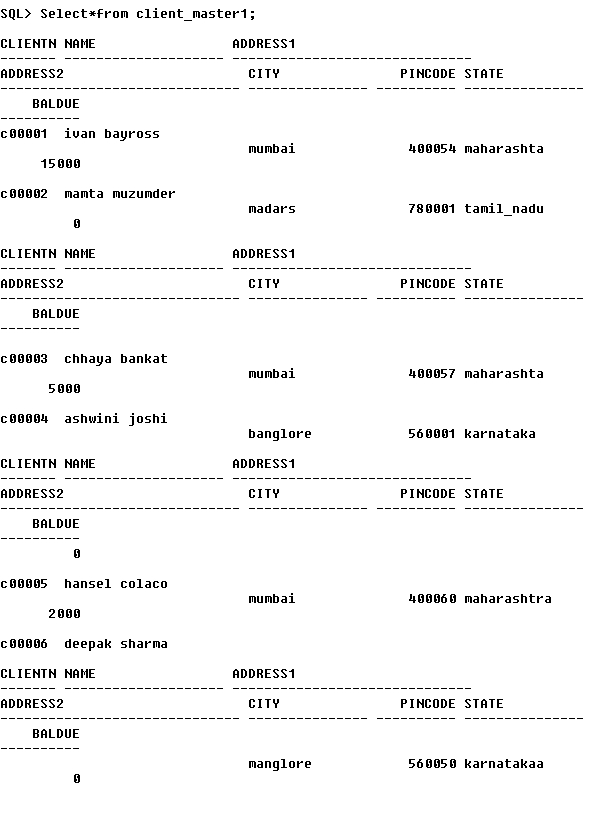 SQL> Select*from client_master1;
CLIENTN NAME ADDRESS1
------- -------------------- ------------------------------
ADDRESS2 CITY PINCODE STATE
------------------------------ --------------- ---------- ---------------
BALDUE
----------
c00001 ivan bayross
mumbai 400054 maharashta
15000
c00002 mamta muzumder
madars 780001 tamil_nadu
0
CLIENTN NAME ADDRESS1
------- -------------------- ------------------------------
ADDRESS2 CITY PINCODE STATE
------------------------------ --------------- ---------- ---------------
BALDUE
----------
c00003 chhaya bankat
mumbai 400057 maharashta
5000
c00004 ashwini joshi
banglore 560001 karnataka
CLIENTN NAME ADDRESS1
------- -------------------- ------------------------------
ADDRESS2 CITY PINCODE STATE
------------------------------ --------------- ---------- ---------------
BALDUE
----------
0
c00005 hansel colaco
mumbai 400060 maharashtra
2000
c00006 deepak sharma
CLIENTN NAME ADDRESS1
------- -------------------- ------------------------------
ADDRESS2 CITY PINCODE STATE
------------------------------ --------------- ---------- ---------------
BALDUE
----------
manglore 560050 karnatakaa
0